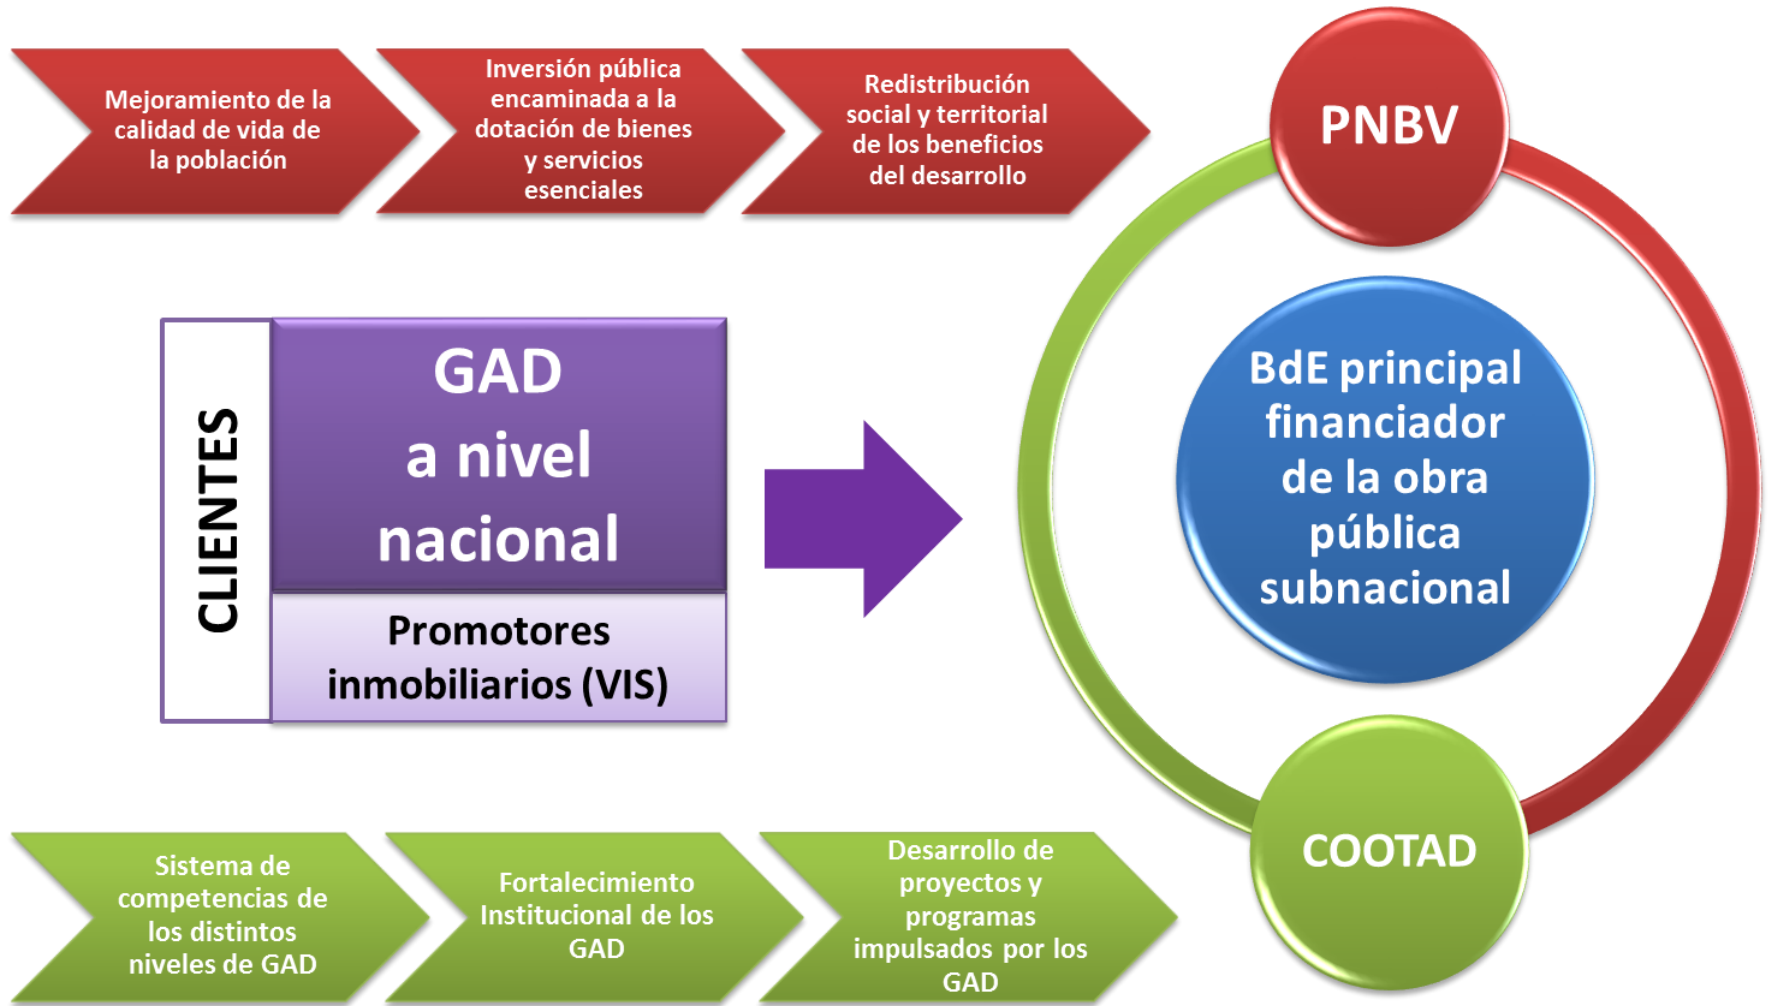 Mejoramiento de la
calidad de vida de
la población
Inversión pública
encaminada a la
dotación de bienes
y servicios
esenciales
Redistribución
social y territorial
de los beneficios
del desarrollo
PNBV
CLIENTES
GAD
a nivel
nacional
Promotores
inmobiliarios (VIS)
BdE principal
financiador
de la obra
pública
subnacional
Sistema de
competencias de
los distintos
niveles de GAD
Fortalecimiento
Institucional de los
GAD
Desarrollo de
proyectos y
programas
impulsados por los
GAD
COOTAD